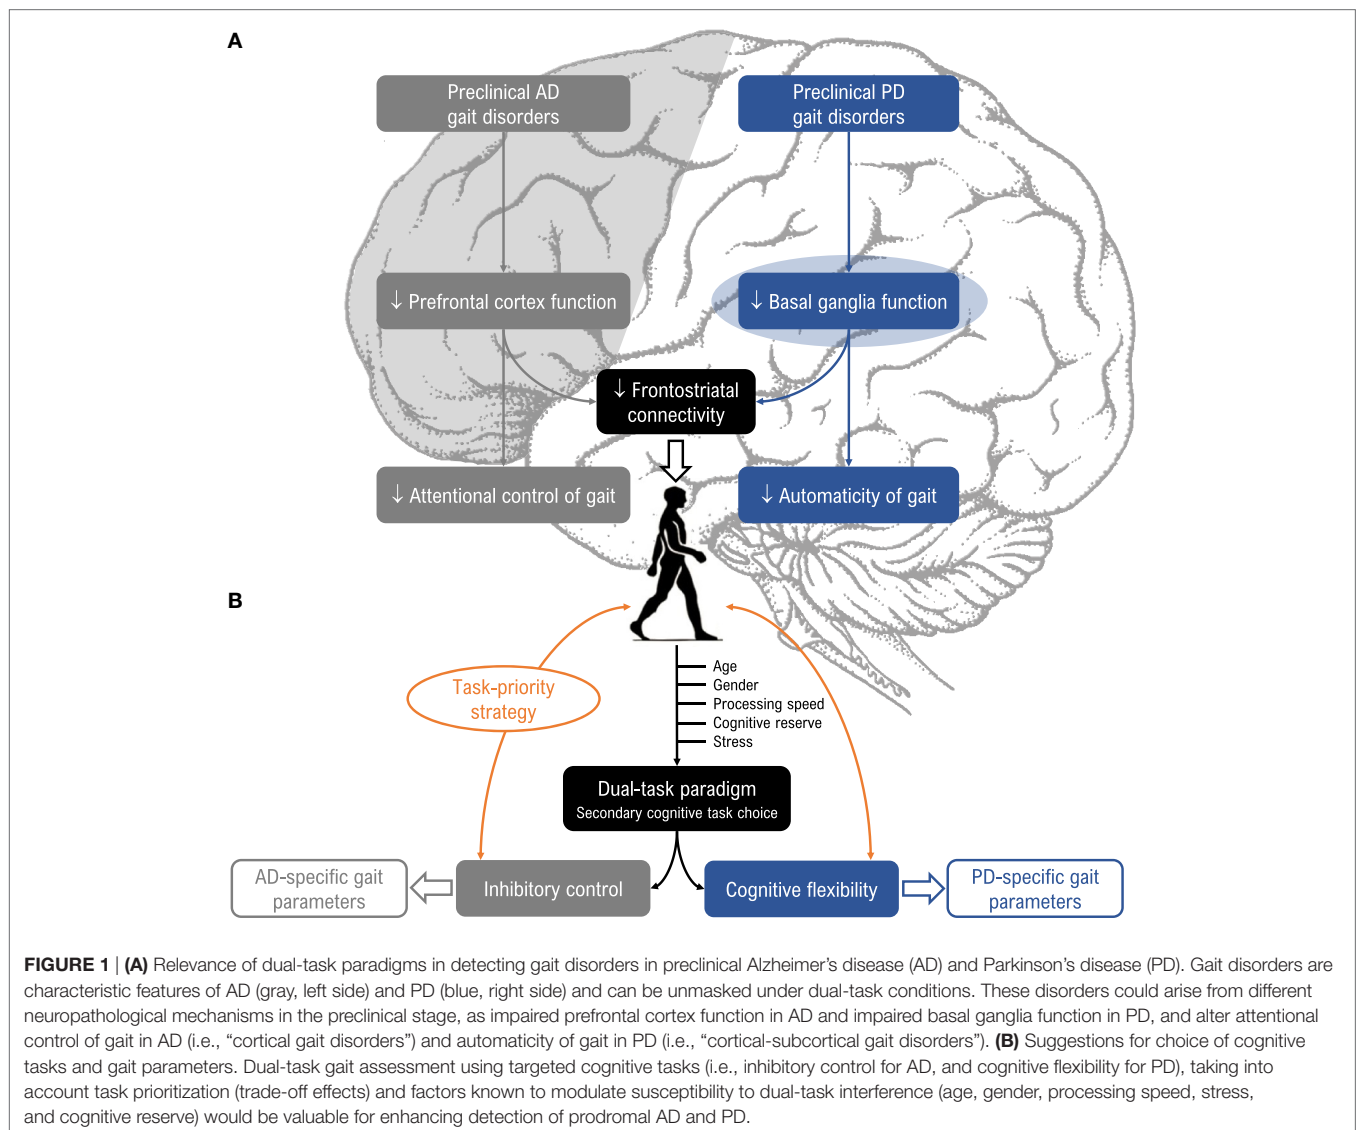 A
Preclinical AD
gait disorders
Preclinical PD
gait disorders
↓ Prefrontal cortex function
↓ Basal ganglia function
↓ Frontostriatal
connectivity
↓ Attentional control of gait
↓ Automaticity of gait
B
Task-priority
strategy
Age
Gender
Processing speed
Cognitive reserve
Stress
Dual-task paradigm
Secondary cognitive task choice
AD-specific gait
parameters
Inhibitory control
Cognitive flexibility
PD-specific gait
parameters
FIGURE 1 | (A) Relevance of dual-task paradigms in detecting gait disorders in preclinical Alzheimer’s disease (AD) and Parkinson’s disease (PD). Gait disorders are
characteristic features of AD (gray, left side) and PD (blue, right side) and can be unmasked under dual-task conditions. These disorders could arise from different
neuropathological mechanisms in the preclinical stage, as impaired prefrontal cortex function in AD and impaired basal ganglia function in PD, and alter attentional
control of gait in AD (i.e., “cortical gait disorders”) and automaticity of gait in PD (i.e., “cortical-subcortical gait disorders”). (B) Suggestions for choice of cognitive
tasks and gait parameters. Dual-task gait assessment using targeted cognitive tasks (i.e., inhibitory control for AD, and cognitive flexibility for PD), taking into
account task prioritization (trade-off effects) and factors known to modulate susceptibility to dual-task interference (age, gender, processing speed, stress,
and cognitive reserve) would be valuable for enhancing detection of prodromal AD and PD.